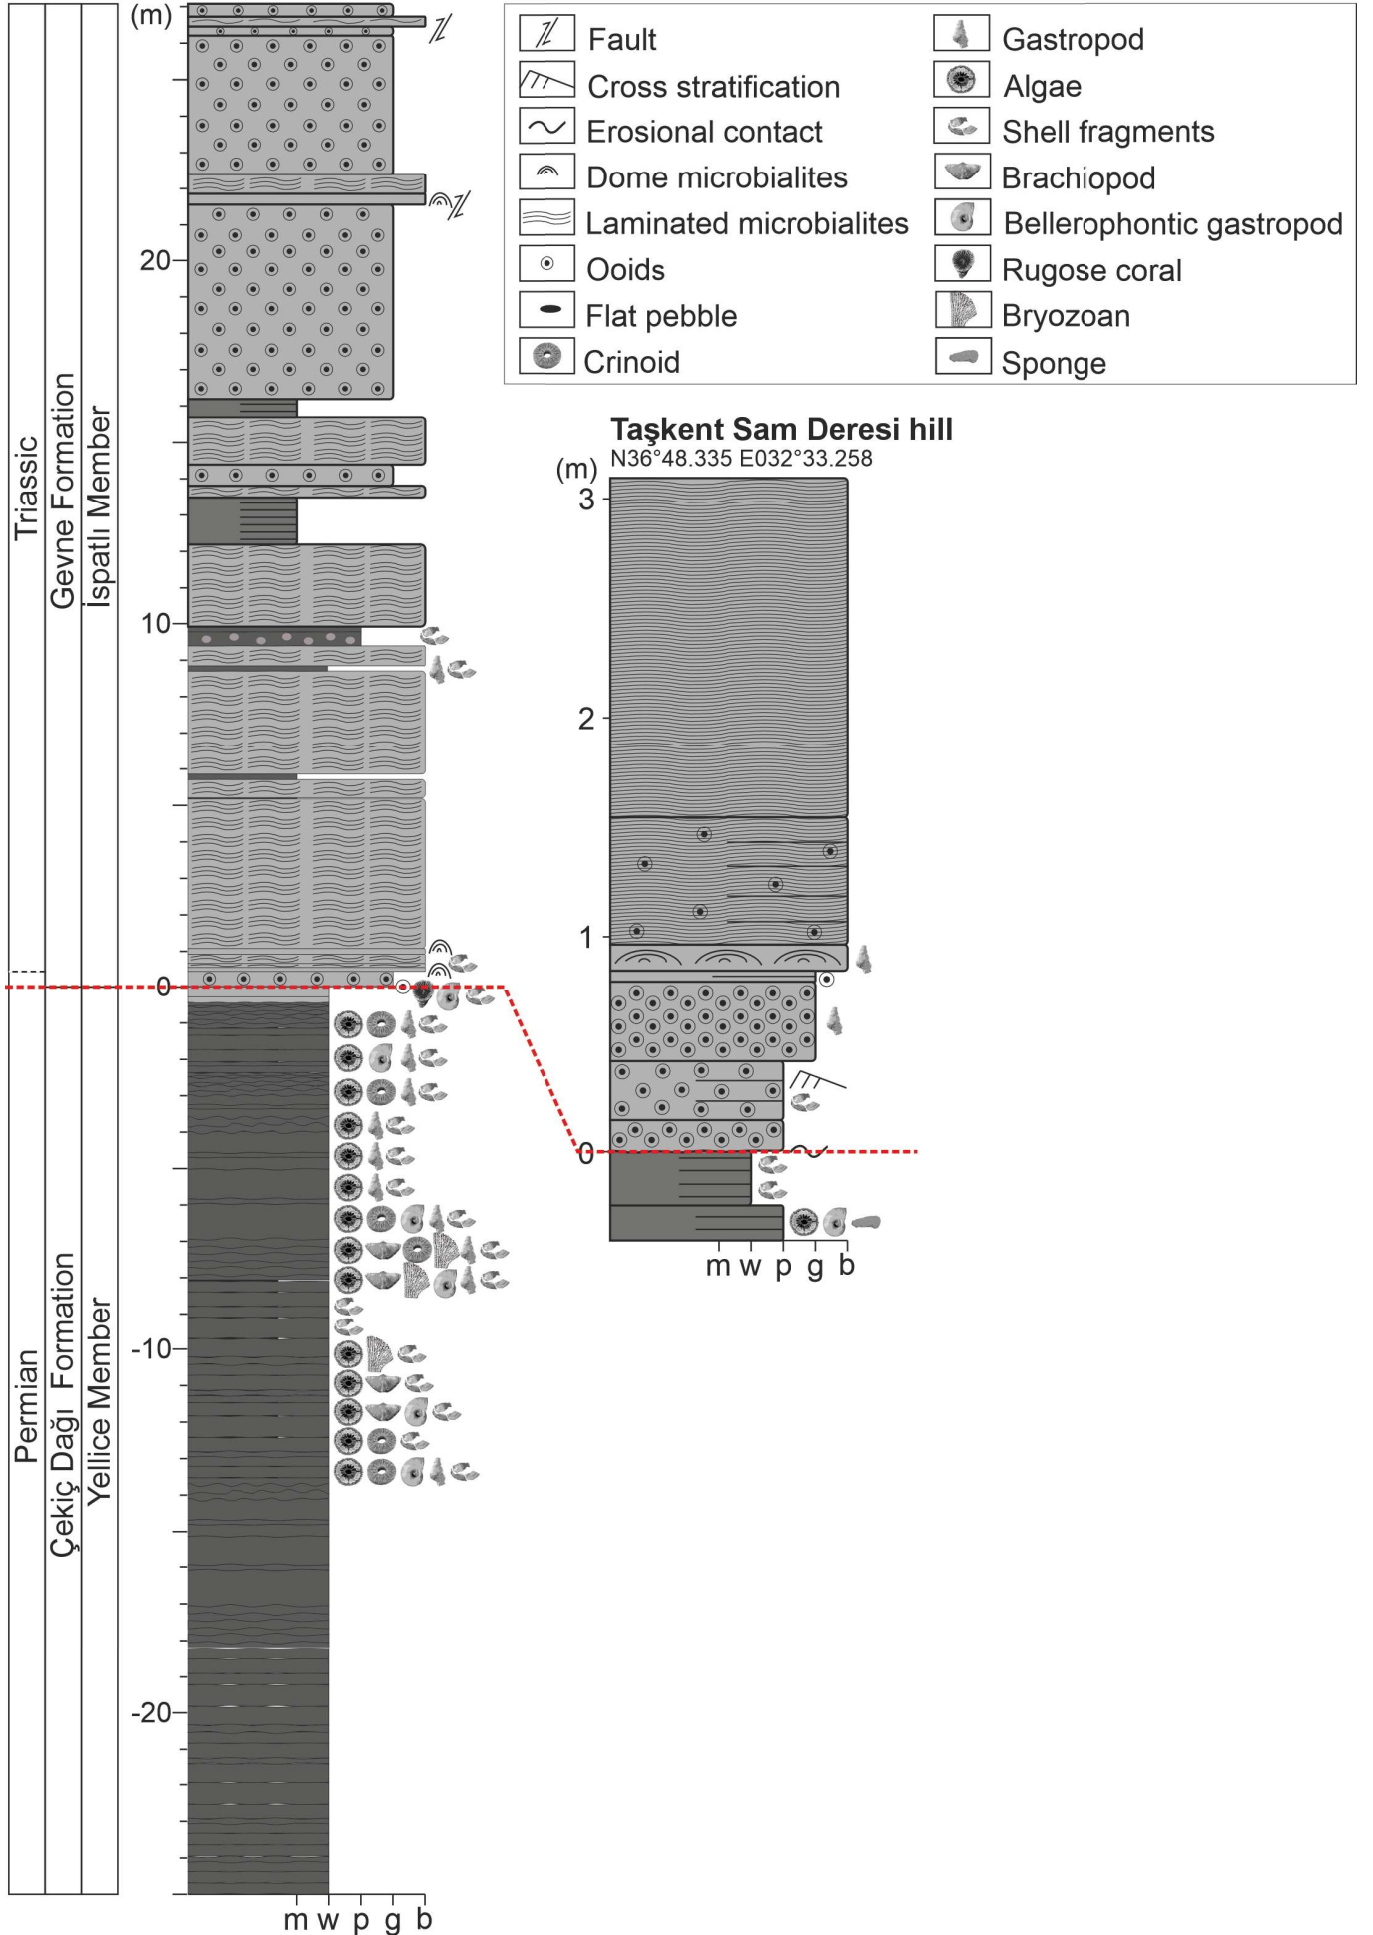 (m)
20
10
0
-10
-20
m w p g b
Triassic
Gevne Formation
İspatlı Member
Permian
Çekiç Dağı Formation
Yellice Member
Fault
Cross stratification
Erosional contact
Dome microbialites
Laminated microbialites
Ooids
Flat pebble
Crinoid
Gastropod
Algae
Shell fragments
Brachiopod
Bellerophontic gastropod
Rugose coral
Bryozoan
Sponge
Taşkent Sam Deresi hill
N36°48.335 E032°33.258
(m)
3
2
1
0
m w p g b